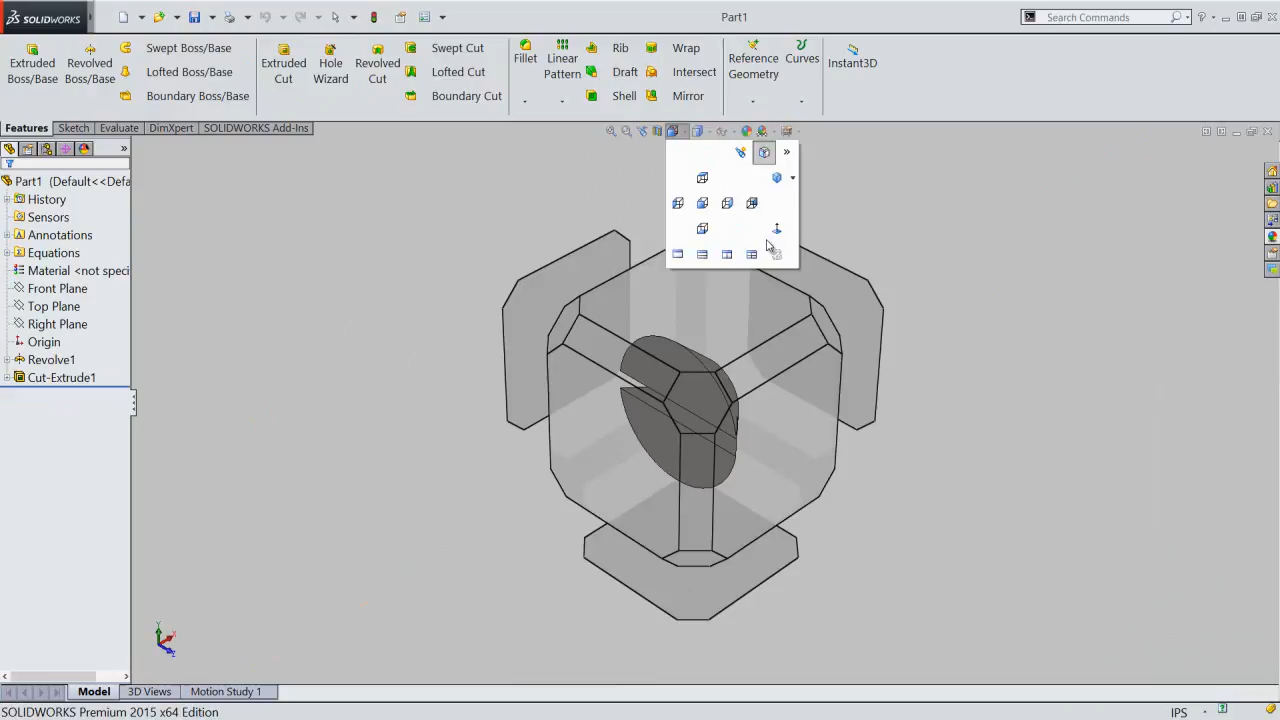 SOLIDWORKS
Part1
Search Commands
Extruded Boss/Base
Revolved Boss/Base
Swept Boss/Base
Lofted Boss/Base
Boundary Boss/Base
Extruded Cut
Hole Wizard
Revolved Cut
Swept Cut
Lofted Cut
Boundary Cut
Fillet
Linear Pattern
Rib
Draft
Shell
Wrap
Intersect
Mirror
Reference Geometry
Curves
Instant3D
Features
Sketch
Evaluate
DimXpert
SOLIDWORKS Add-Ins
Part1 (Default<<Defa
History
Sensors
Annotations
Equations
Material <not speci
Front Plane
Top Plane
Right Plane
Origin
Revolve1
Cut-Extrude1
Y
X
Z
Model
3D Views
Motion Study 1
SOLIDWORKS Premium 2015 x64 Edition
IPS